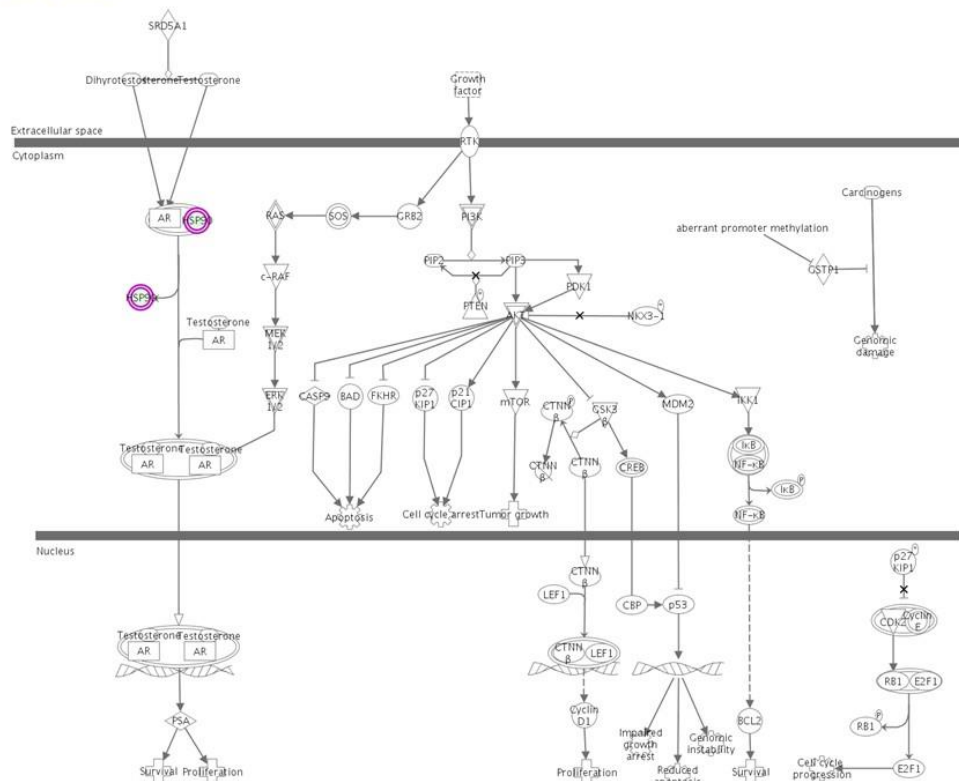 SRD5A1
Dihyrotestosterone
Testosterone
Growth
factor
Extracellular space
RTK
Cytoplasm
Carcinogens
AR
HSP90
RAS
SOS
GRB2
PI3K
aberrant promoter methylation
c-RAF
PIP2
PIP3
GSTP1
HSP90
PDK1
PTEN
AKT
NKX3-1
Testosterone
AR
MEK
1/2
Genomic
damage
ERK
1/2
CASP9
BAD
FKHR
p27
KIP1
p21
CIP1
mTOR
CTNN
β
P
GSK3
β
MDM2
IKK1
Testosterone
Testosterone
AR
AR
CTNN
β
CTNN
β
CREB
IκB
NF-κB
IκB
P
NF-κB
Apoptosis
Cell cycle arrest
Tumor growth
Nucleus
CTNN
β
p27
KIP1
LEF1
CBP
p53
CDK2
Cyclin
E
Testosterone
Testosterone
AR
AR
CTNN
β
LEF1
RB1
E2F1
PSA
Cyclin
D1
BCL2
RB1
P
Impaired
growth
arrest
Genomic
instability
Survival
Proliferation
Proliferation
Reduced
apoptosis
Survival
Cell cycle
progression
E2F1